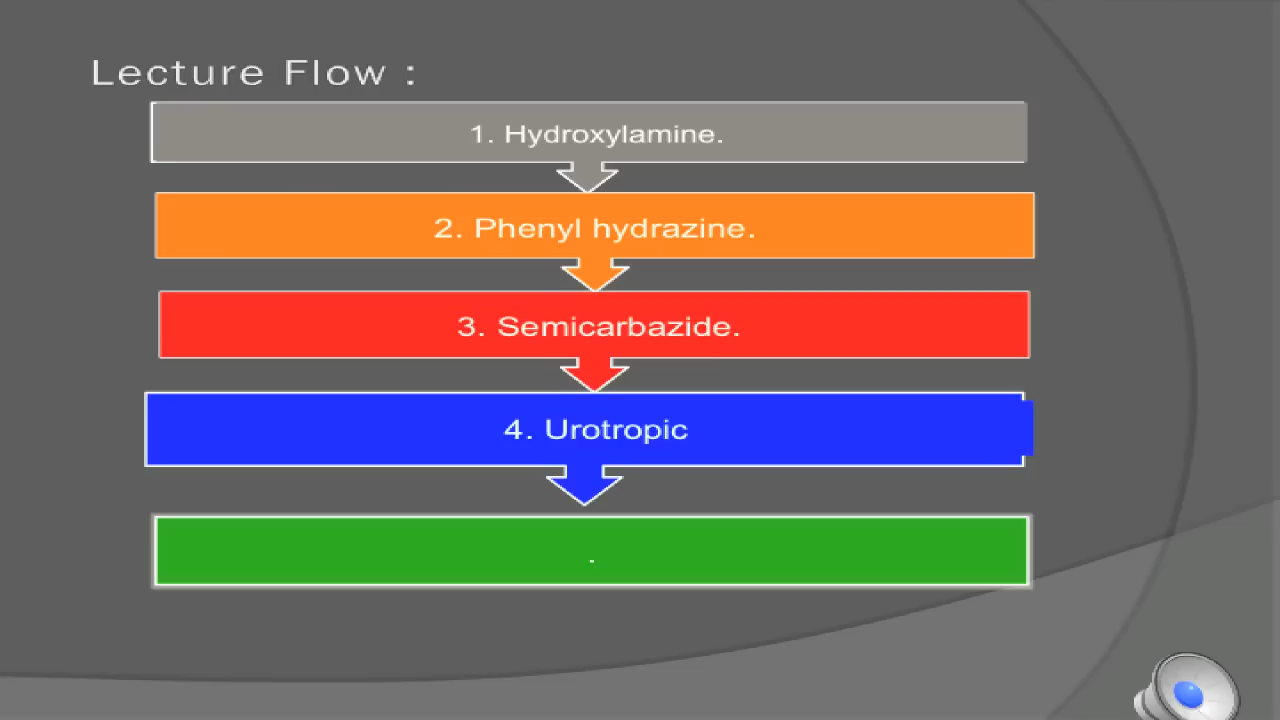 Lecture Flow :
1. Hydroxylamine.
2. Phenyl hydrazine.
3. Semicarbazide.
4. Urotropic
.